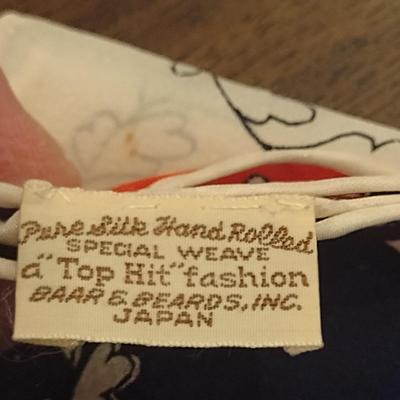 Pure Silk Hand Rolled
SPECIAL WEAVE
a "Top Hit" fashion
BAAR & BEARDS, INC.
JAPAN